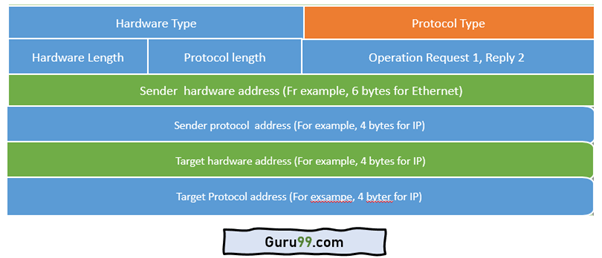 Hardware Type
Protocol Type
Hardware Length
Protocol length
Operation Request 1, Reply 2
Sender hardware address (Fr example, 6 bytes for Ethernet)
Sender protocol address (For example, 4 bytes for IP)
Target hardware address (For example, 4 bytes for IP)
Target Protocol address (For exsampe, 4 byter for IP)
Guru99.com